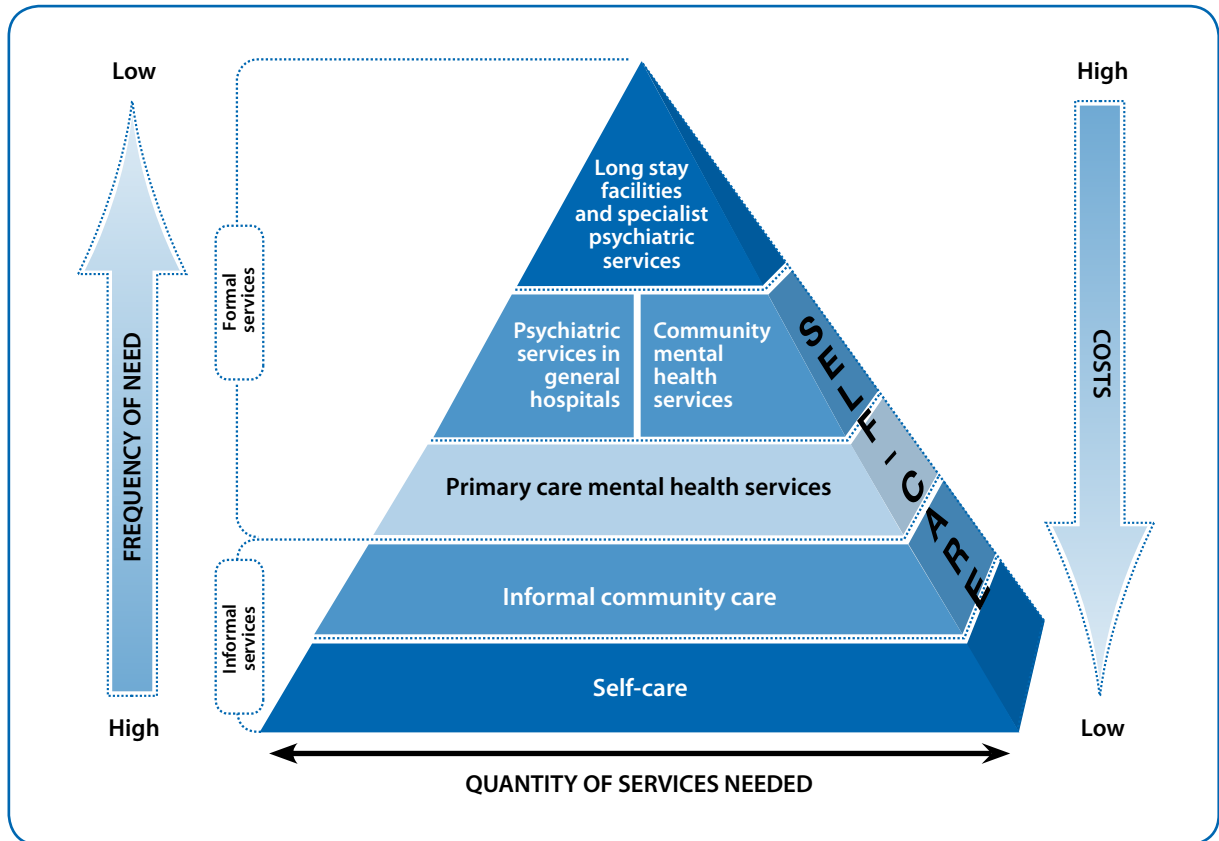 Low
High
Long stay
facilities
and specialist
psychiatric
services
Formal
services
Psychiatric
services in
general
hospitals
Community
mental
health
services
SELF-CARE
FREQUENCY OF NEED
COSTS
Primary care mental health services
Informal community care
Informal
services
Self-care
High
Low
QUANTITY OF SERVICES NEEDED